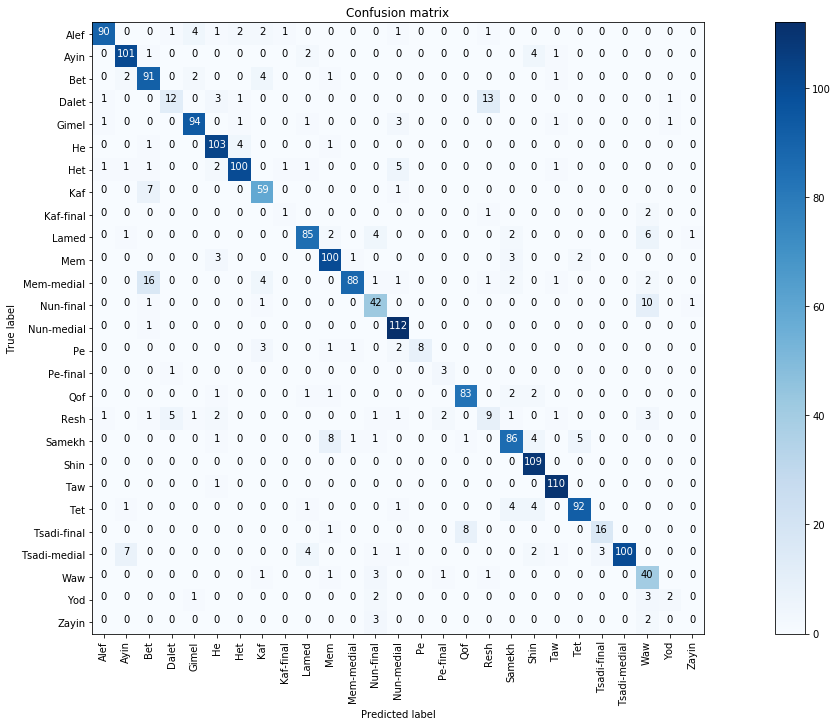 Confusion matrix
Alef 90 0 0 1 4 1 2 2 1 0 0 0 0 1 0 0 0 1 0 0 0 0 0 0 0 0 0
Ayin 0 101 1 0 0 0 0 0 0 2 0 0 0 0 0 0 0 0 0 4 1 0 0 0 0 0 0
Bet 0 2 91 0 2 0 0 4 0 0 1 0 0 0 0 0 0 0 0 0 1 0 0 0 0 0 0
Dalet 1 0 0 12 0 3 1 0 0 0 0 0 0 3 0 0 0 13 0 0 0 0 0 0 0 1 0
Gimel 1 0 0 0 94 0 1 0 0 1 0 0 0 3 0 0 0 0 0 0 1 0 0 0 0 1 0
He 0 0 1 0 0 103 4 0 0 0 1 0 0 0 0 0 0 0 0 0 0 0 0 0 0 0 0
Het 1 1 1 0 0 2 100 0 1 1 0 0 0 5 0 0 0 0 0 0 1 0 0 0 0 0 0
Kaf 0 0 7 0 0 0 0 59 0 0 0 0 0 1 0 0 0 0 0 0 0 0 0 0 0 0 0
Kaf-final 0 0 0 0 0 0 0 0 1 0 0 0 0 0 0 0 0 1 0 0 0 0 0 0 2 0 0
Lamed 0 1 0 0 0 0 0 0 0 85 2 0 4 0 0 0 0 0 2 0 0 0 0 0 6 0 1
Mem 0 0 0 0 0 3 0 0 0 0 100 1 0 0 0 0 0 0 3 0 0 2 0 0 0 0 0
Mem-medial 0 0 16 0 0 0 0 4 0 0 0 88 1 1 0 0 0 1 2 0 1 0 0 0 2 0 0
Nun-final 0 0 1 0 0 0 0 1 0 0 0 0 42 0 0 0 0 0 0 0 0 0 0 0 10 0 1
Nun-medial 0 0 1 0 0 0 0 0 0 0 0 0 0 112 0 0 0 0 0 0 0 0 0 0 0 0 0
Pe 0 0 0 0 0 0 0 3 0 0 1 1 0 2 8 0 0 0 0 0 0 0 0 0 0 0 0
Pe-final 0 0 0 1 0 0 0 0 0 0 0 0 0 0 0 3 0 0 0 0 0 0 0 0 0 0 0
Qof 0 0 0 0 0 1 0 0 0 1 1 0 0 0 0 0 83 0 2 2 0 0 0 0 0 0 0
Resh 1 0 1 5 1 2 0 0 0 0 0 0 1 1 0 2 0 9 1 0 1 0 0 0 3 0 0
Samekh 0 0 0 0 0 1 0 0 0 0 8 1 1 0 0 0 1 0 86 4 0 5 0 0 0 0 0
Shin 0 0 0 0 0 0 0 0 0 0 0 0 0 0 0 0 0 0 0 109 0 0 0 0 0 0 0
Taw 0 0 0 0 0 1 0 0 0 0 0 0 0 0 0 0 0 0 0 0 110 0 0 0 0 0 0
Tet 0 1 0 0 0 0 0 0 0 1 0 0 0 1 0 0 0 0 4 4 0 92 0 0 0 0 0
Tsadi-final 0 0 0 0 0 0 0 0 0 0 1 0 0 0 0 0 8 0 0 0 0 0 16 0 0 0 0
Tsadi-medial 0 7 0 0 0 0 0 0 0 4 0 0 1 1 0 0 0 0 0 2 1 0 3 100 0 0 0
Waw 0 0 0 0 0 0 0 1 0 0 1 0 3 0 0 1 0 1 0 0 0 0 0 0 40 0 0
Yod 0 0 0 0 1 0 0 0 0 0 0 0 2 0 0 0 0 0 0 0 0 0 0 0 3 2 0
Zayin 0 0 0 0 0 0 0 0 0 0 0 0 3 0 0 0 0 0 0 0 0 0 0 0 2 0 0
Alef Ayin Bet Dalet Gimel He Het Kaf Kaf-final Lamed Mem Mem-medial Nun-final Nun-medial Pe Pe-final Qof Resh Samekh Shin Taw Tet Tsadi-final Tsadi-medial Waw Yod Zayin
Predicted label
True label
100
80
60
40
20
0